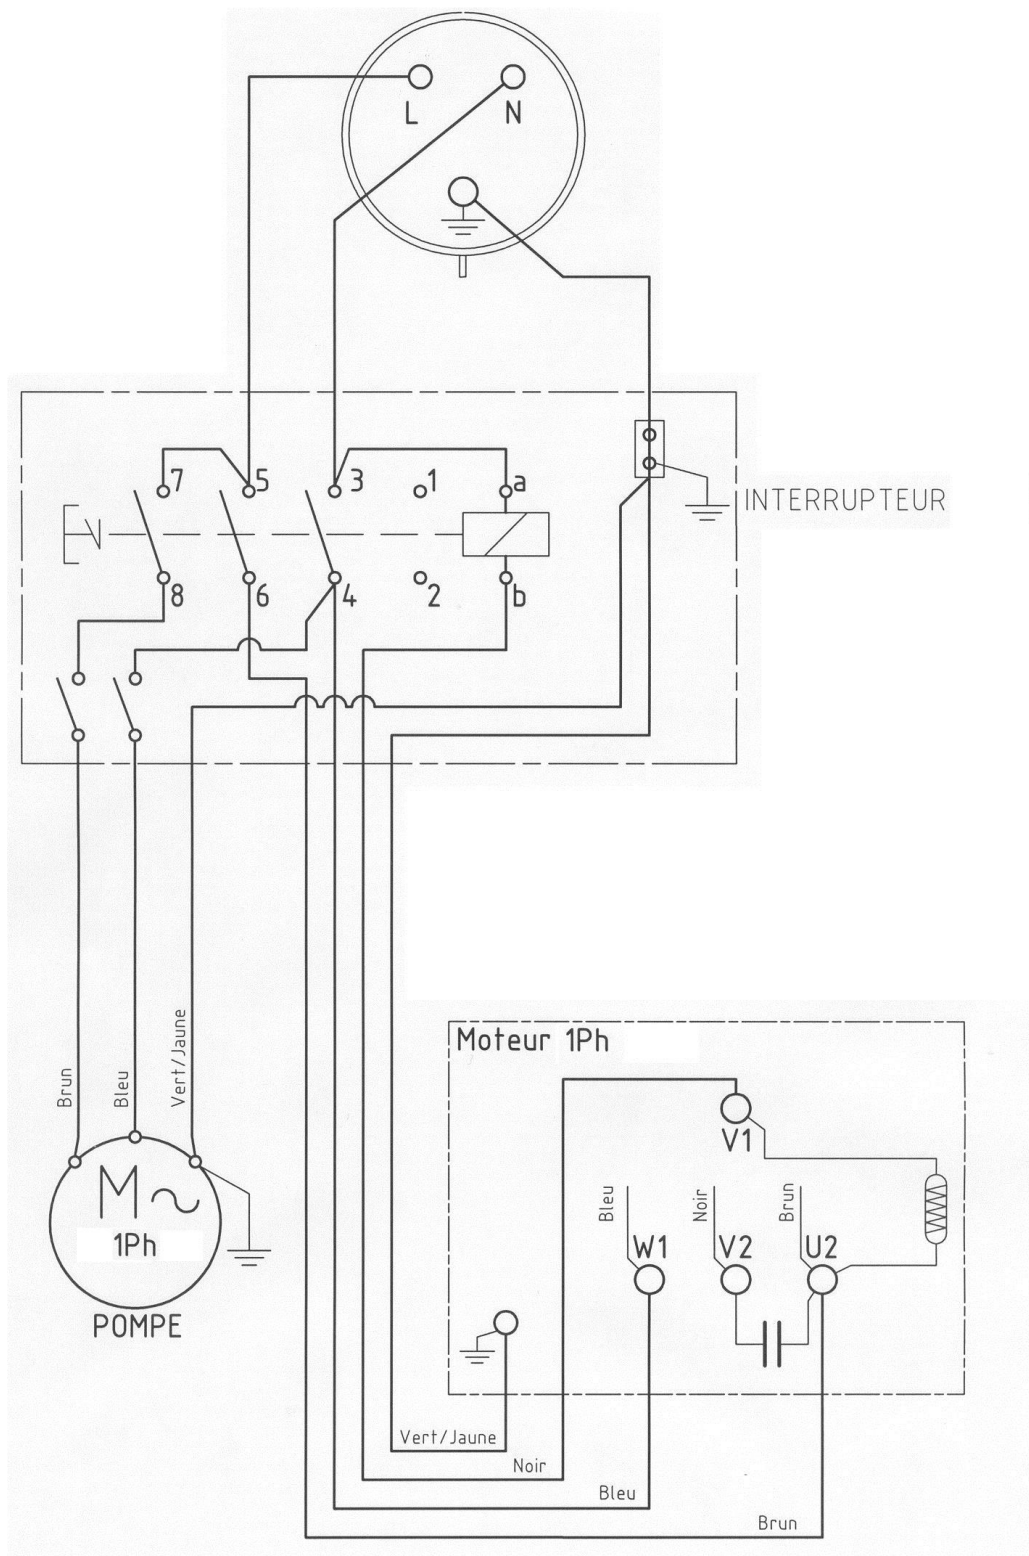 L N
7 5 3 1 a
INTERRUPTEUR
8 6 4 2 b
Brun
Bleu
Vert/Jaune
Moteur 1Ph
V1
Bleu
Noir
Brun
W1 V2 U2
M
1Ph
POMPE
Vert/Jaune
Noir
Bleu
Brun